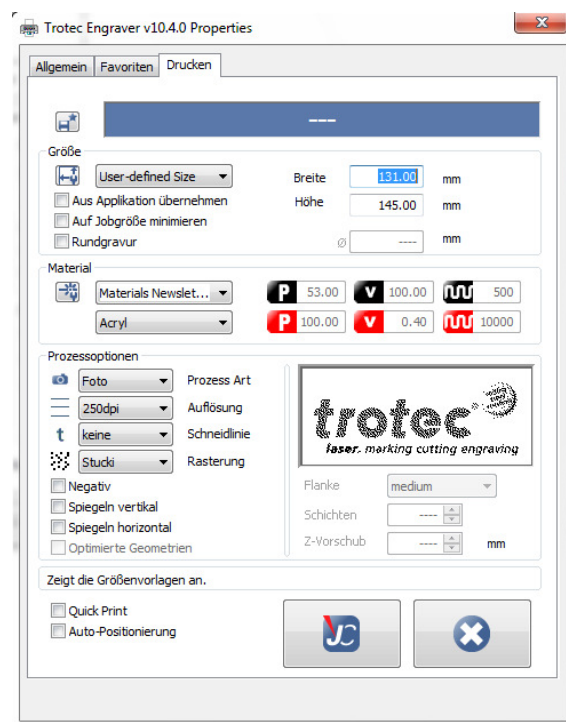 Trotec Engraver v10.4.0 Properties
Allgemein Favoriten Drucken
---
Größe
User-defined Size Breite 131.00 mm
Aus Applikation übernehmen Höhe 145.00 mm
Auf Jobgröße minimieren
Rundgravur Ø ---- mm
Material
Materials Newslet... P 53.00 v 100.00 500
Acryl P 100.00 v 0.40 10000
Prozessoptionen
Foto Prozess Art
250dpi Auflösung
t keine Schneidlinie
Stucki Rasterung
trotec
laser. marking cutting engraving
Negativ Flanke medium
Spiegeln vertikal Schichten ----
Spiegeln horizontal
Optimierte Geometrien Z-Vorschub ---- mm
Zeigt die Größenvorlagen an.
Quick Print
Auto-Positionierung
JC